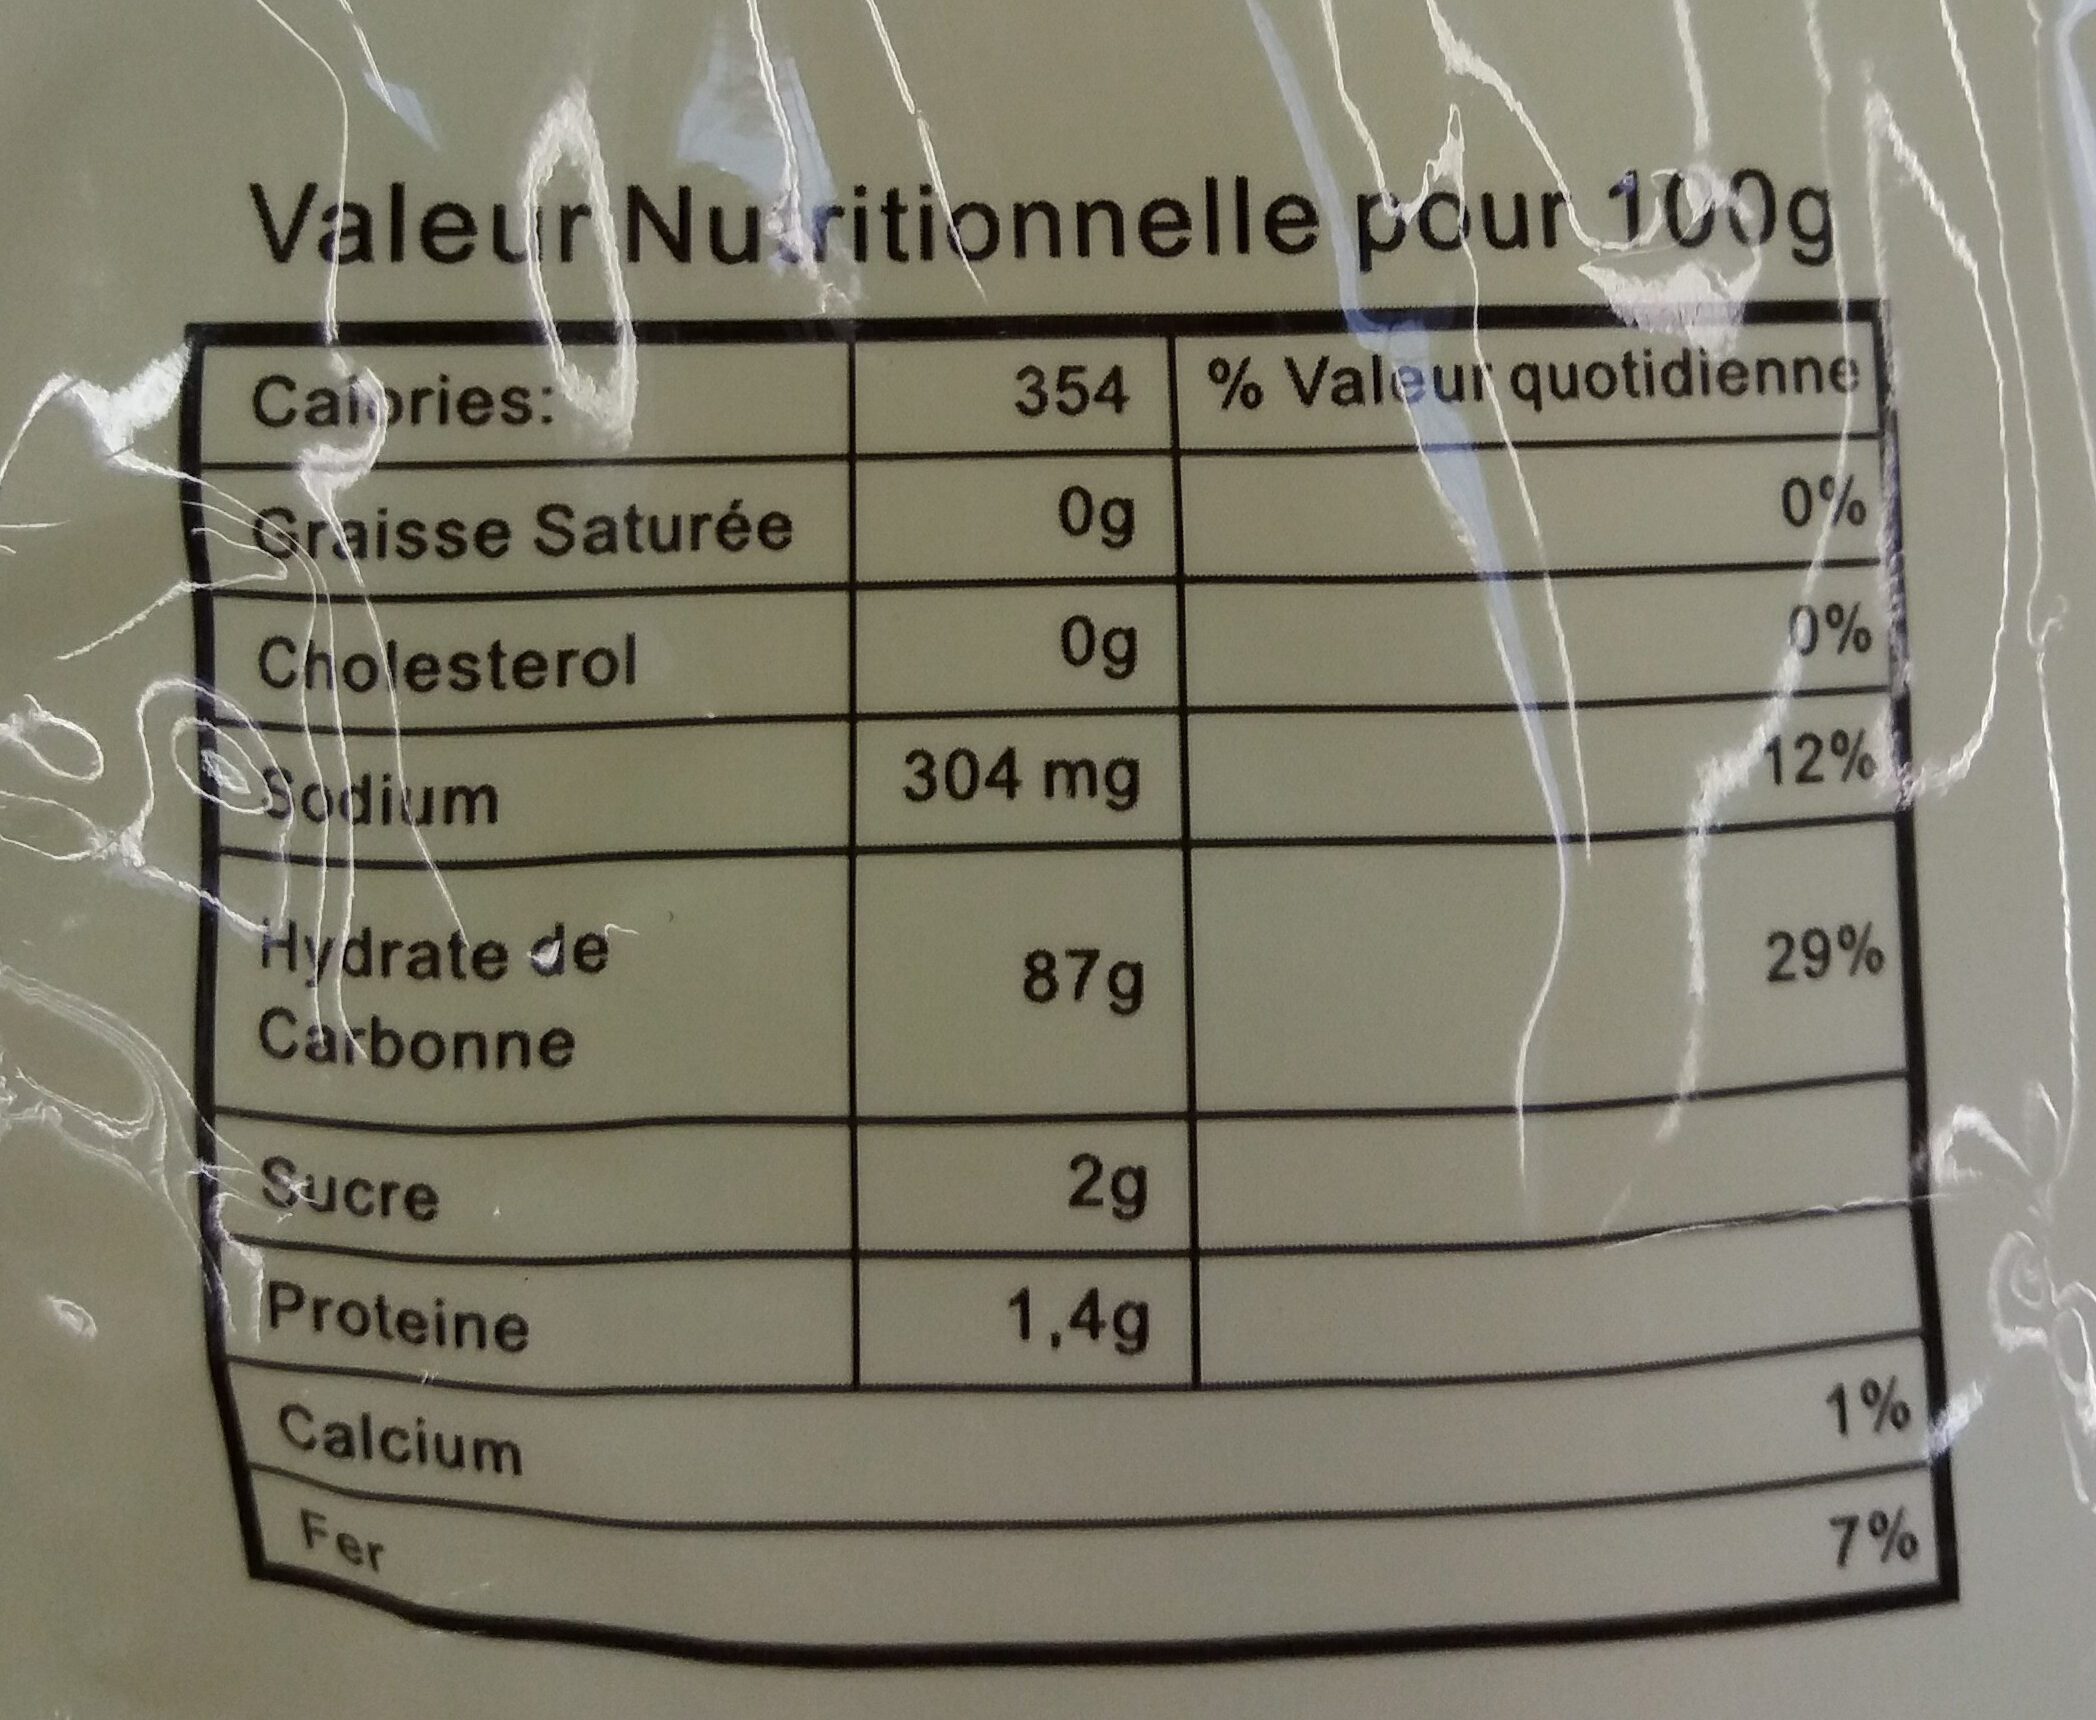 Valeur Nutritionnelle pour 100g
Calories: 354 % Valeur quotidienne
Graisse Saturée 0g 0%
Cholesterol 0g 0%
Sodium 304 mg 12%
Hydrate de
Carbonne 87g 29%
Sucre 2g
Proteine 1,4g
Calcium 1%
Fer 7%